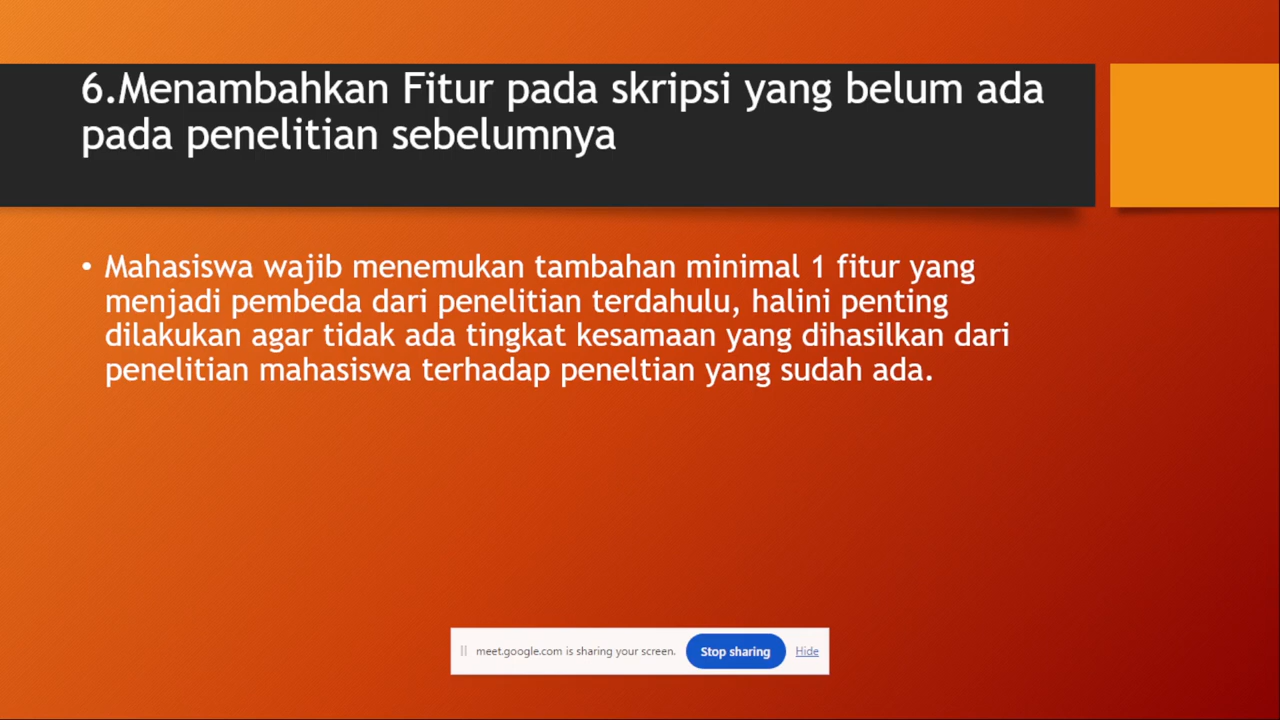 6.Menambahkan Fitur pada skripsi yang belum ada
pada penelitian sebelumnya
• Mahasiswa wajib menemukan tambahan minimal 1 fitur yang
menjadi pembeda dari penelitian terdahulu, halini penting
dilakukan agar tidak ada tingkat kesamaan yang dihasilkan dari
penelitian mahasiswa terhadap peneltian yang sudah ada.
meet.google.com is sharing your screen. Stop sharing Hide